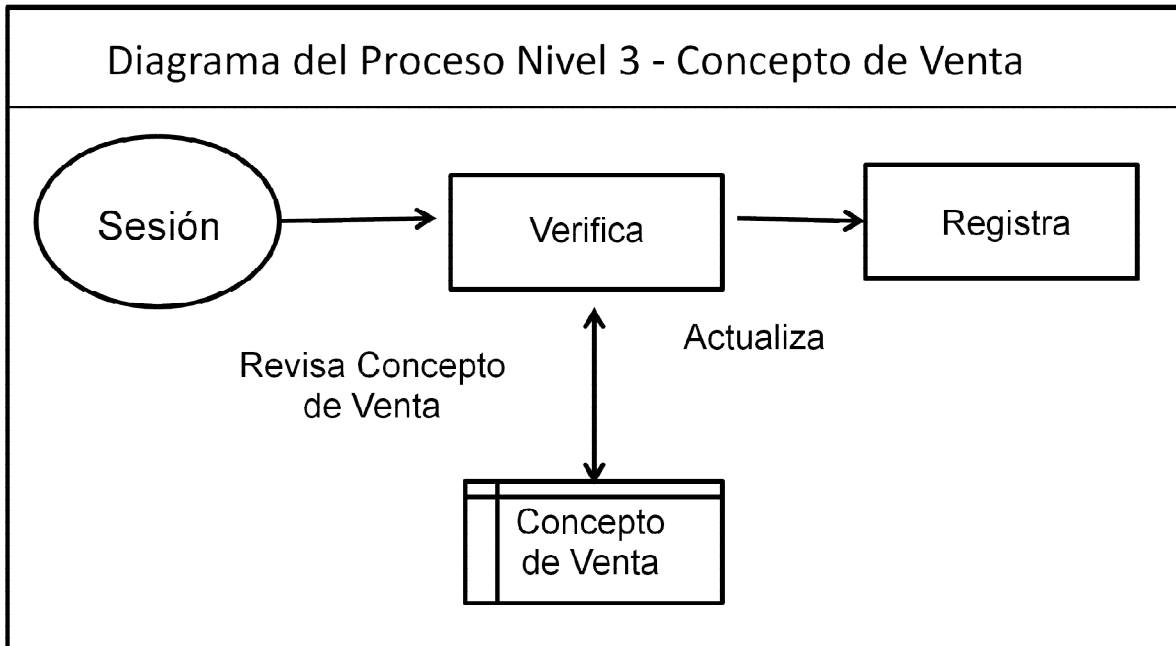 Diagrama del Proceso Nivel 3 - Concepto de Venta
Sesión
Verifica
Registra
Revisa Concepto
de Venta
Actualiza
Concepto
de Venta